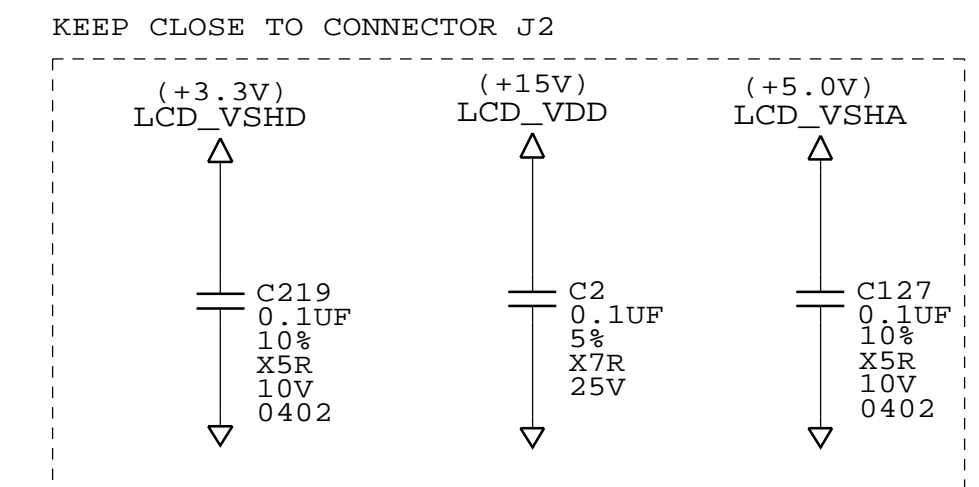 KEEP CLOSE TO CONNECTOR J2
(+3.3V)
LCD_VSHD
C219
0.1UF
10%
X5R
10V
0402
(+15V)
LCD_VDD
C2
0.1UF
5%
X7R
25V
(+5.0V)
LCD_VSHA
C127
0.1UF
10%
X5R
10V
0402